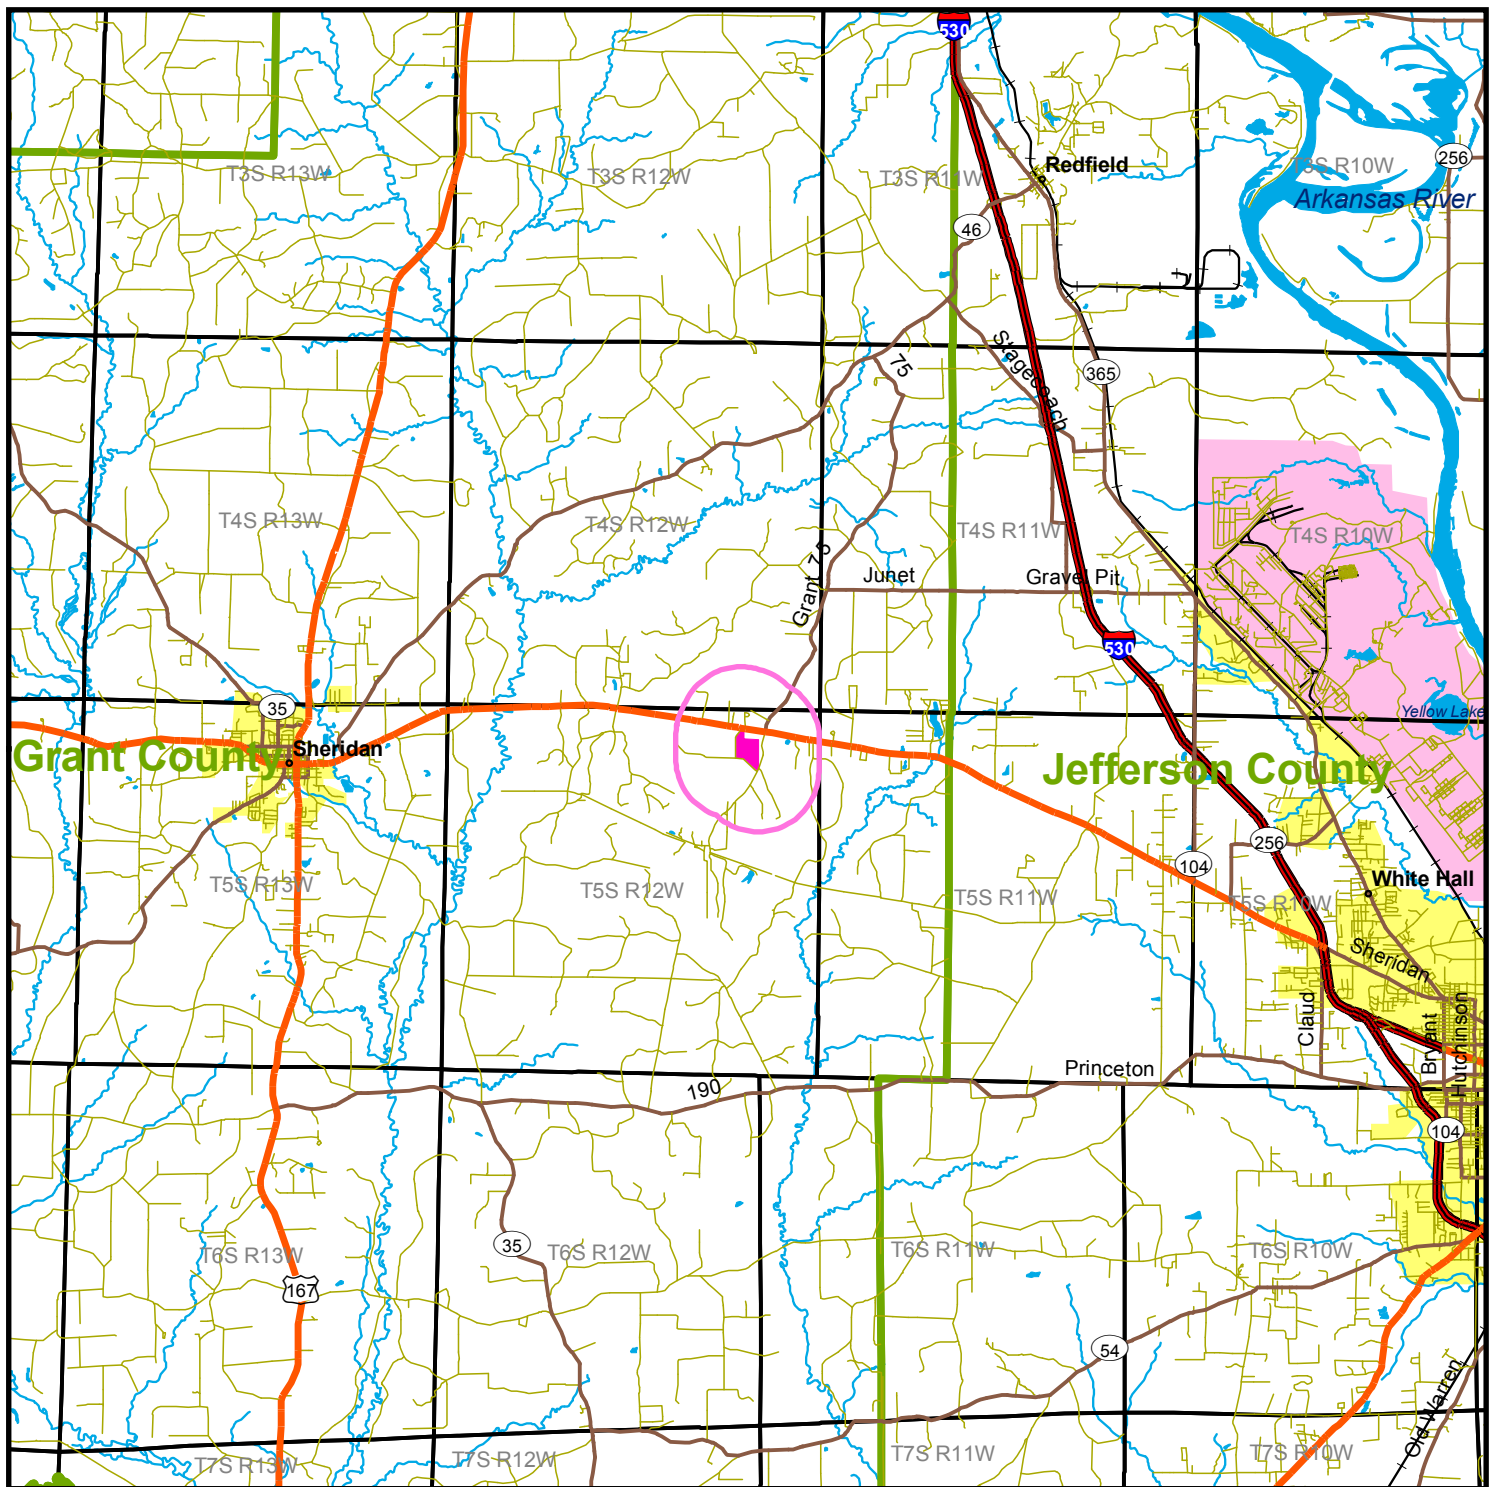 530
T3S R13W
T3S R12W
T3S R11W
Redfield
T3S R10W
256
Arkansas River
46
Stagecoach
75
365
T4S R13W
T4S R12W
T4S R11W
T4S R10W
Grant 75
Junet
Gravel Pit
530
35
Yellow Lake
Sheridan
Grant County
Jefferson County
256
104
White Hall
T5S R13W
T5S R12W
T5S R11W
T5S R10W
Sheridan
Claud
Bryant
Hutchinson
Princeton
190
104
35
T6S R13W
T6S R12W
T6S R11W
T6S R10W
167
54
Old Warren
T7S R13W
T7S R12W
T7S R11W
T7S R10W